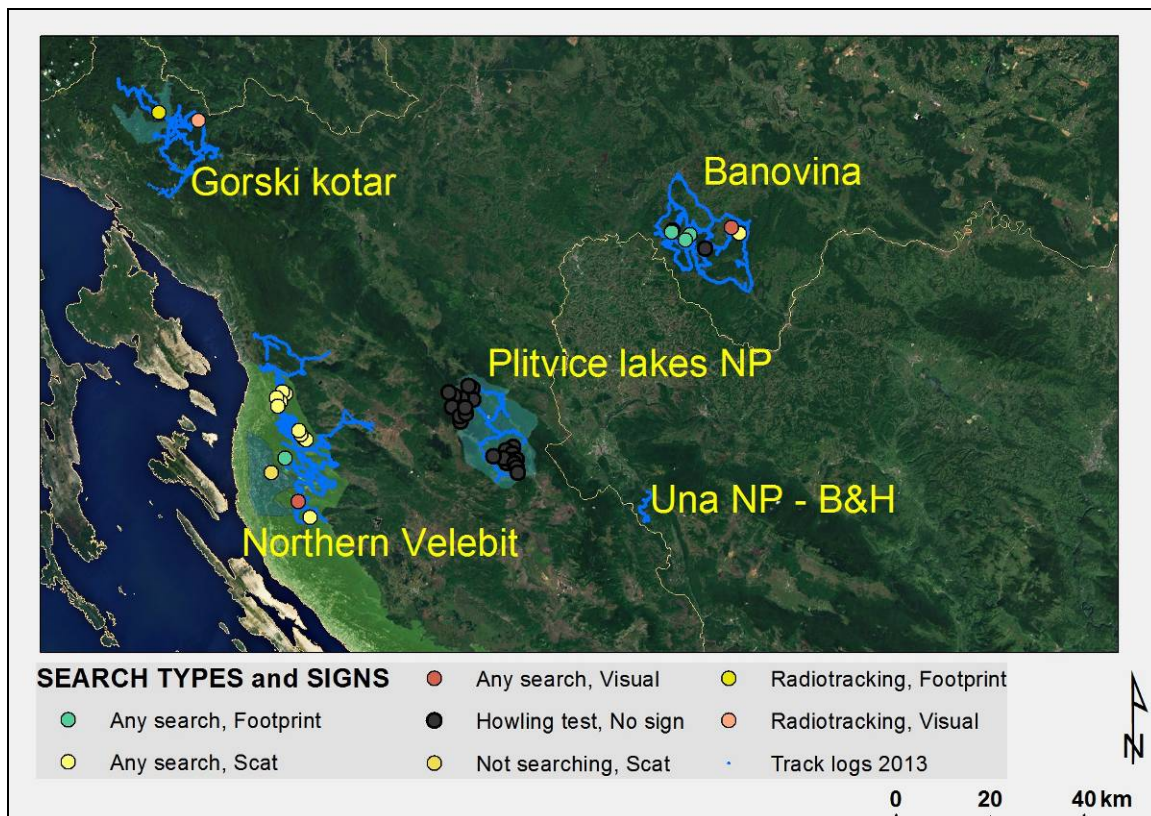 Gorski kotar
Banovina
Plitvice lakes NP
Una NP - B&H
Northern Velebit
SEARCH TYPES and SIGNS
Any search, Footprint
Any search, Scat
Any search, Visual
Howling test, No sign
Not searching, Scat
Radiotracking, Footprint
Radiotracking, Visual
Track logs 2013
N
0 20 40 km